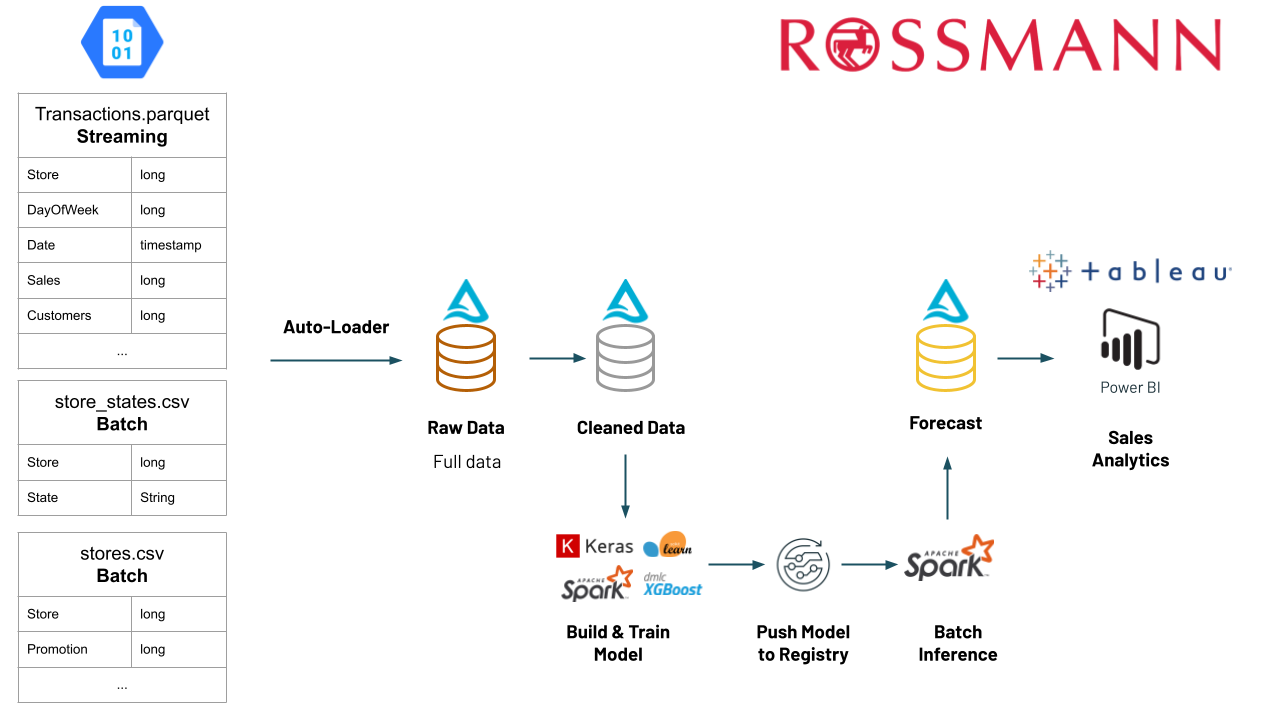 10
01
ROSSMANN
Transactions.parquet
Streaming
Store long
DayOfWeek long
Date timestamp
Sales long
Customers long
...
store_states.csv
Batch
Store long
State String
stores.csv
Batch
Store long
Promotion long
...
Auto-Loader
Raw Data
Full data
Cleaned Data
K Keras
learn
APACHE
Spark
dmlc
XGBoost
Build & Train
Model
Push Model
to Registry
APACHE
Spark
Batch
Inference
Forecast
+ a b l e a u
Power BI
Sales
Analytics